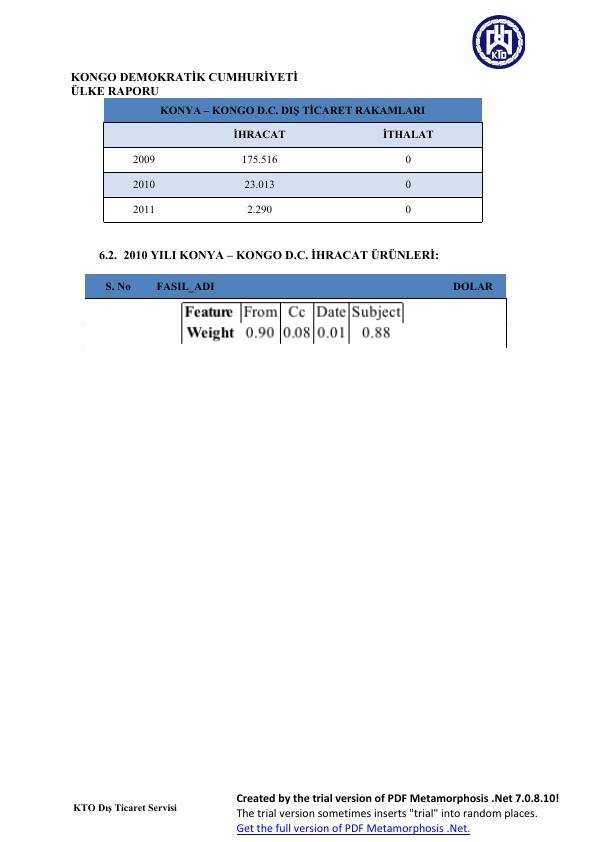 KTO
KONGO DEMOKRATİK CUMHURİYETİ
ÜLKE RAPORU
KONYA – KONGO D.C. DIŞ TİCARET RAKAMLARI
İHRACAT İTHALAT
2009 175.516 0
2010 23.013 0
2011 2.290 0
6.2. 2010 YILI KONYA – KONGO D.C. İHRACAT ÜRÜNLERİ:
S. No FASIL_ADI DOLAR
Feature From Cc Date Subject
Weight 0.90 0.08 0.01 0.88
KTO Dış Ticaret Servisi
Created by the trial version of PDF Metamorphosis .Net 7.0.8.10!
The trial version sometimes inserts "trial" into random places.
Get the full version of PDF Metamorphosis .Net.